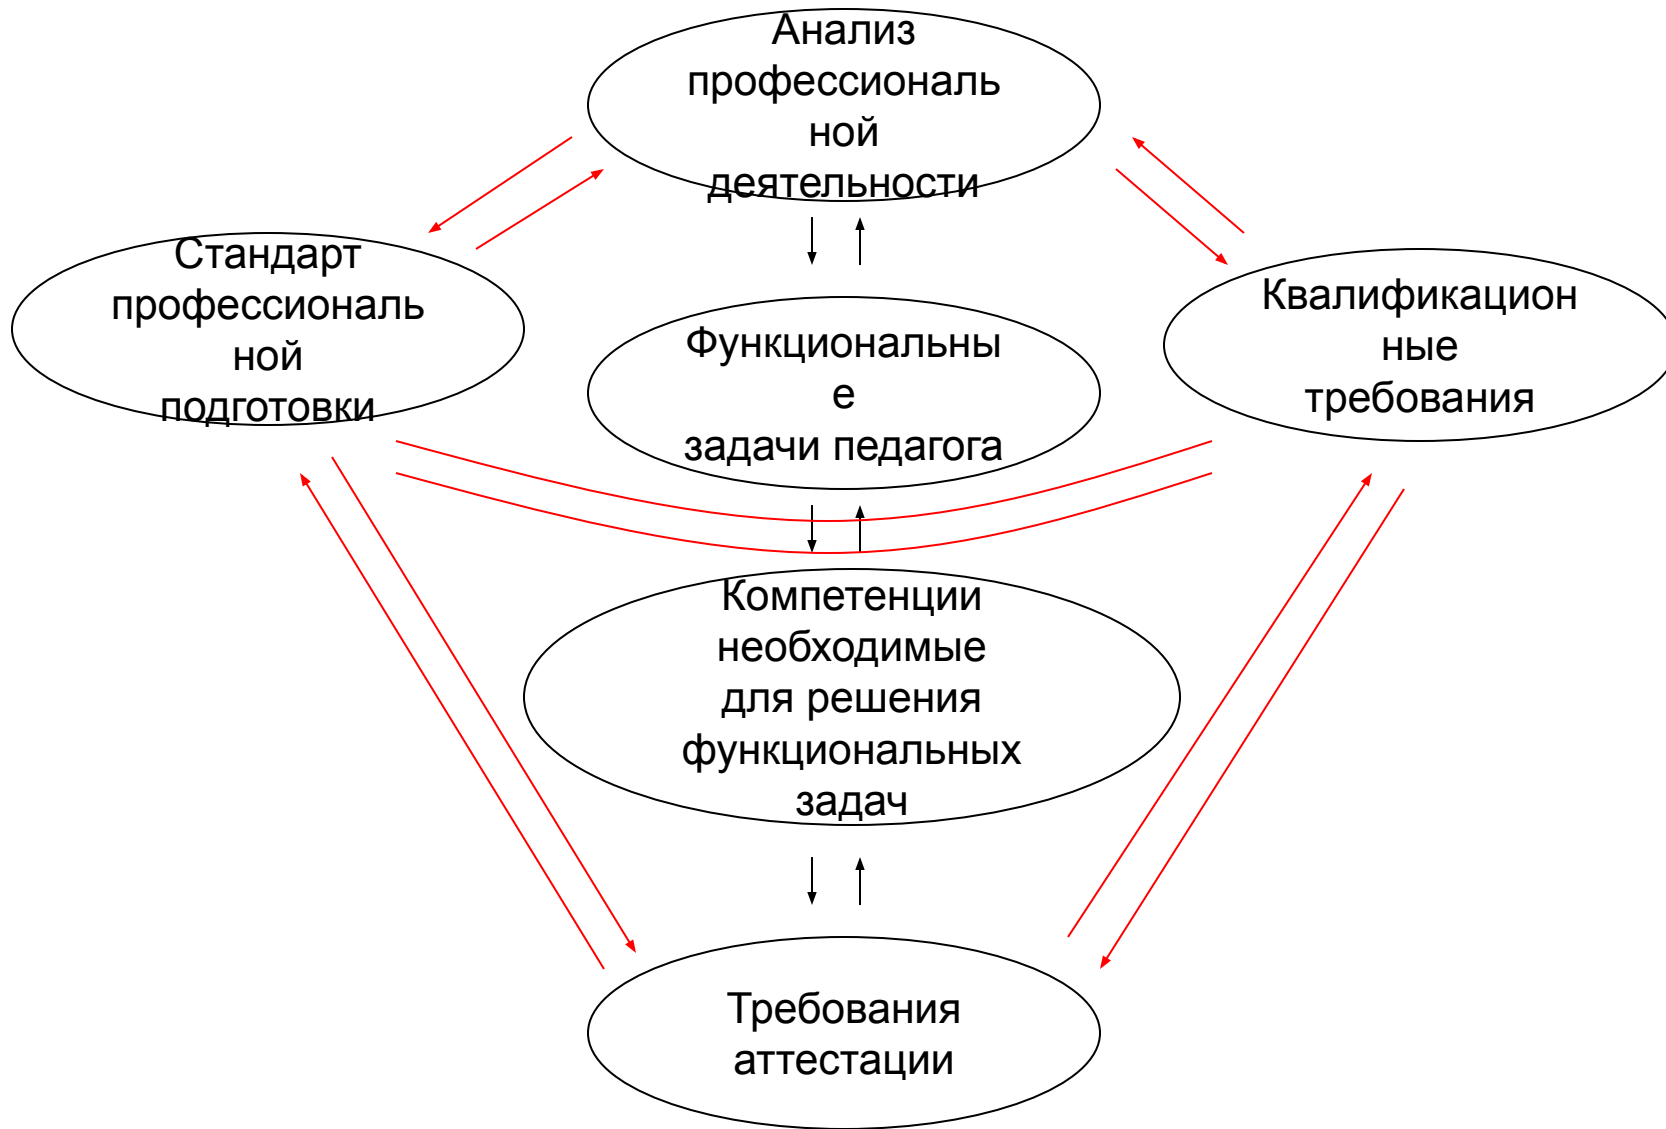 Анализ
профессиональ
ной
деятельности
Стандарт
профессиональ
ной
подготовки
Квалификацион
ные
требования
Функциональны
е
задачи педагога
Компетенции
необходимые
для решения
функциональных
задач
Требования
аттестации